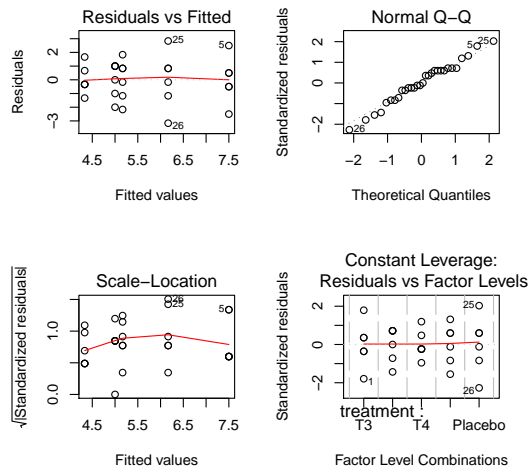 Residuals vs Fitted
Residuals
2
0
−3
25
5
26
4.5 5.5 6.5 7.5
Fitted values
Normal Q−Q
Standardized residuals
2
1
0
−2
5 25
26
−2 −1 0 1 2
Theoretical Quantiles
Scale−Location
√|Standardized residuals|
1.0
0.0
26
25
5
4.5 5.5 6.5 7.5
Fitted values
Constant Leverage:
Residuals vs Factor Levels
Standardized residuals
2
0
−2
25
1
26
treatment :
T3 T4 Placebo
Factor Level Combinations